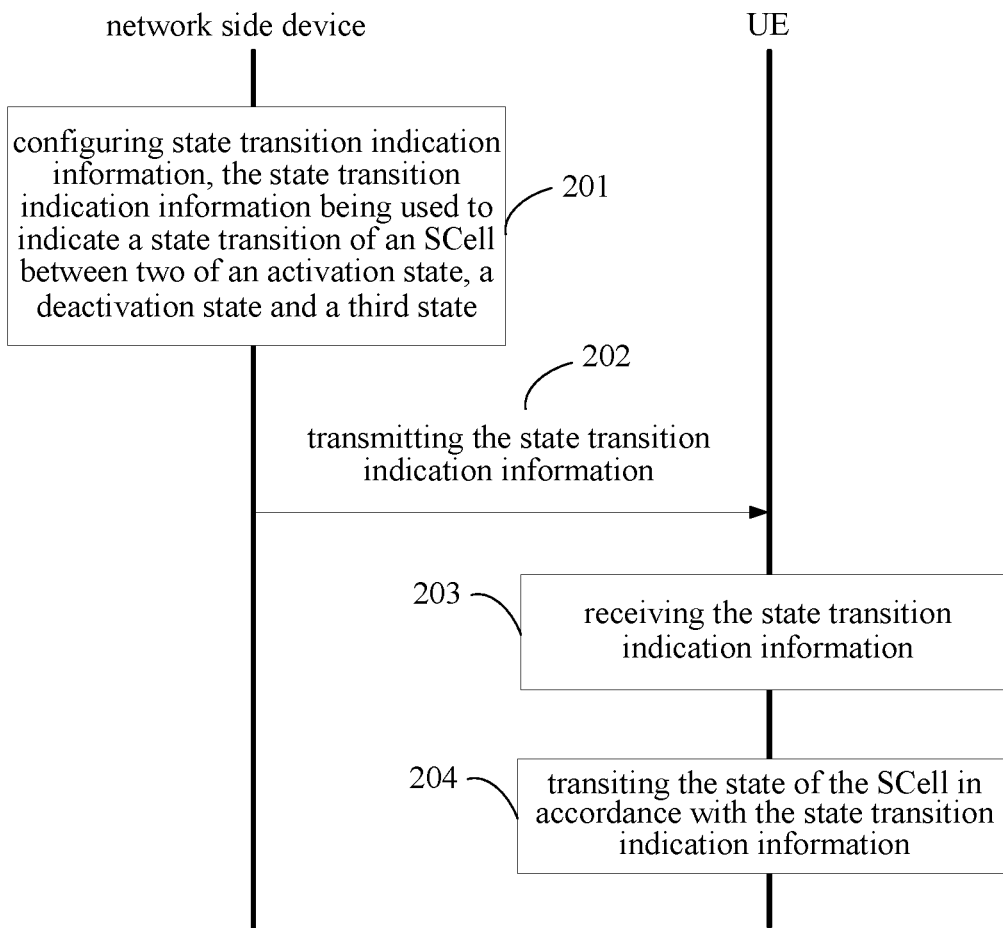 network side device
UE
configuring state transition indication
information, the state transition
indication information being used to
indicate a state transition of an SCell
between two of an activation state, a
deactivation state and a third state
201
202
transmitting the state transition
indication information
203
receiving the state transition
indication information
204
transiting the state of the SCell in
accordance with the state transition
indication information